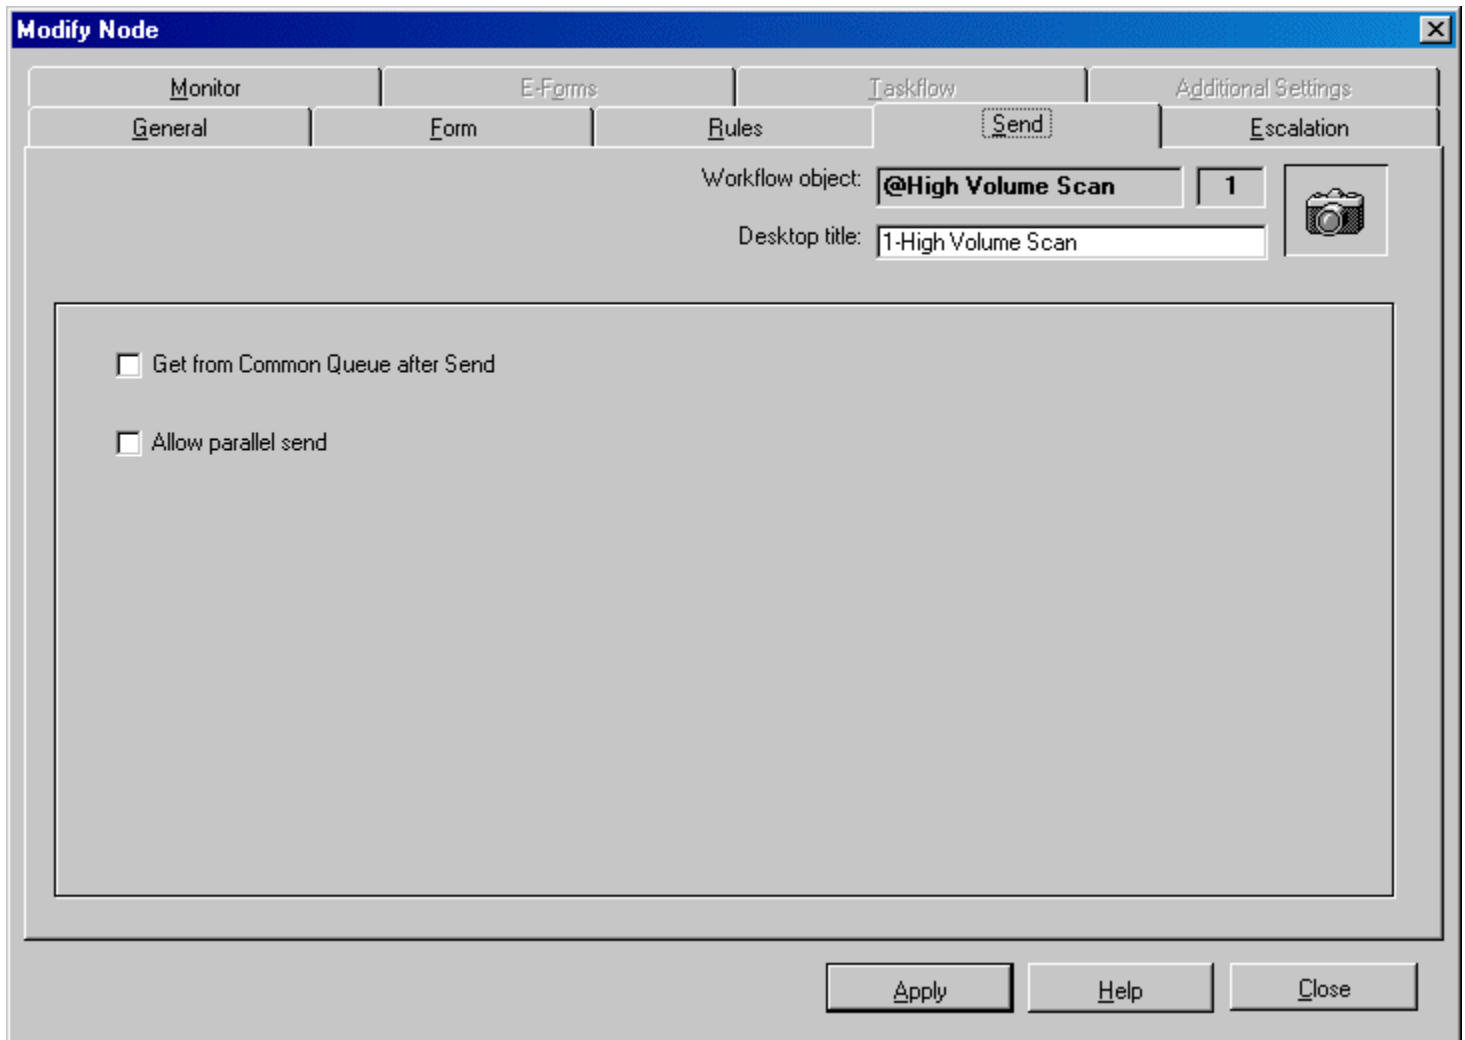 Modify Node
Monitor E-Forms Taskflow Additional Settings
General Form Rules Send Escalation
Workflow object: @High Volume Scan 1
Desktop title: 1-High Volume Scan
Get from Common Queue after Send
Allow parallel send
Apply Help Close